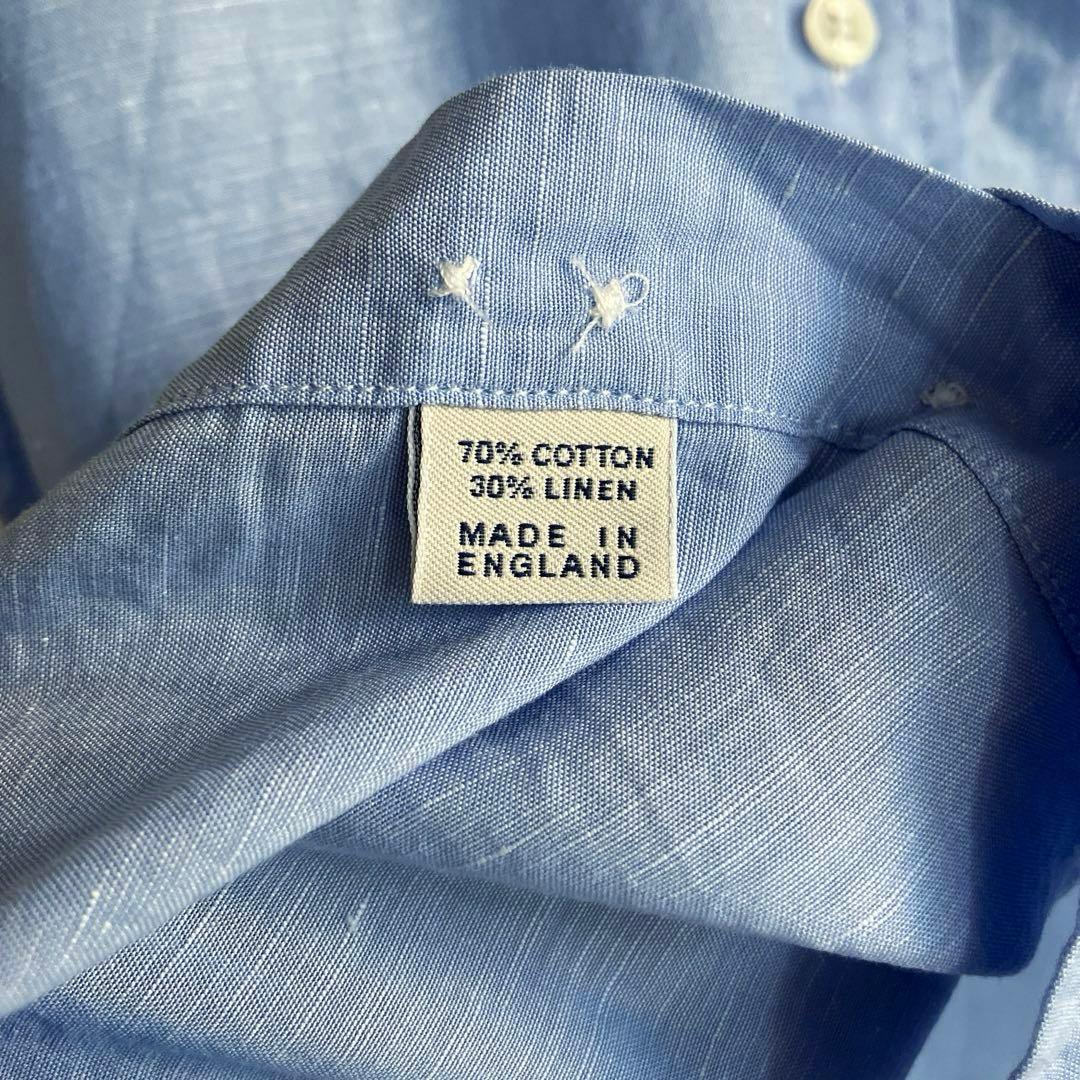 70% COTTON
30% LINEN
MADE IN
ENGLAND